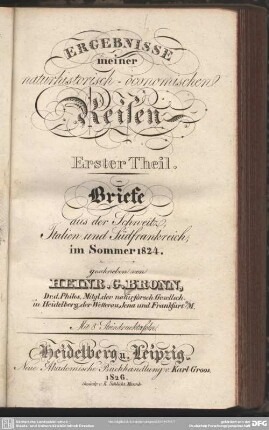 ERGEBNISSE
meiner
naturhistorisch-öconomischen
Reisen
Erster Theil.
Briefe
aus der Schweitz,
Italien und Südfrankreich,
im Sommer 1824.
geschrieben von
HEINR. G. BRONN,
Dr. d. Philos. Mitgl. der naturforsch. Gesellsch.
in Heidelberg, der Wetterau, Jena und Frankfurt a/M.
Mit 8 Steindrucktafeln.
Heidelberg u. Leipzig.
Neue Akademische Buchhandlung v. Karl Groos.
1826.